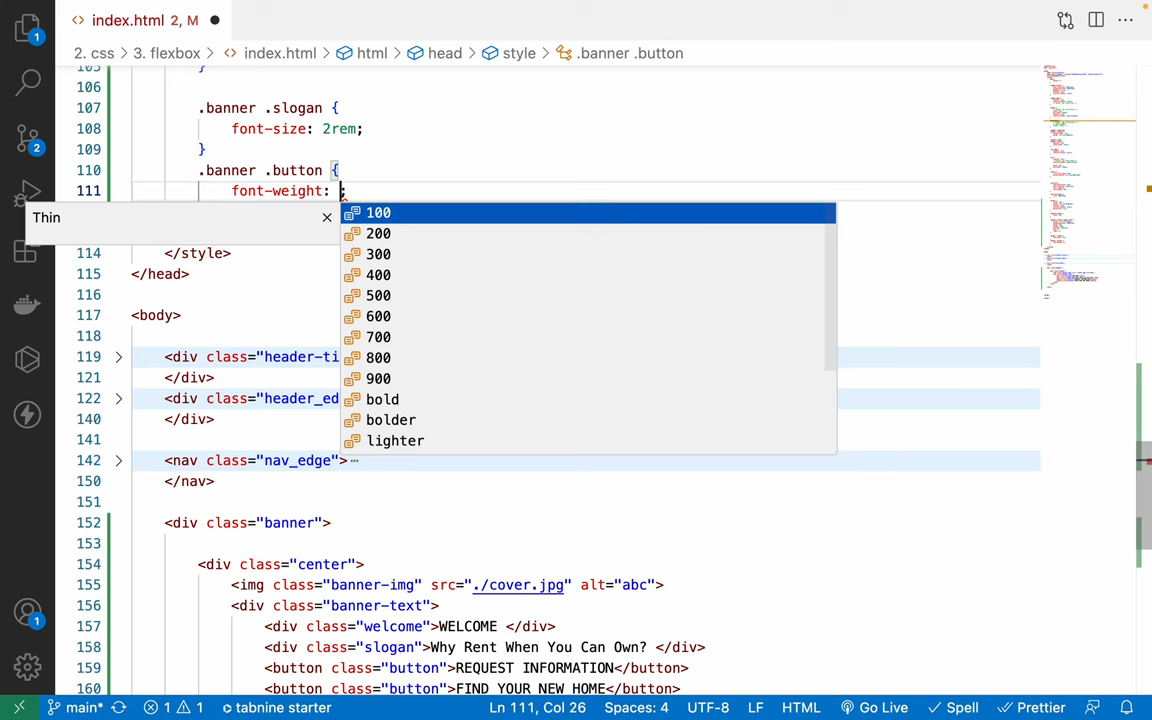 1
index.html 2, M
2. css
3. flexbox
index.html
html
head
style
.banner .button
105 }
106
107 .banner .slogan {
108 font-size: 2rem;
109 }
110 .banner .button {
111 font-weight: ;
Thin
100
200
300
400
500
600
700
800
900
bold
bolder
lighter
114 </style>
115 </head>
116
117 <body>
118
119 <div class="header-ti
121 </div>
122 <div class="header_ed
140 </div>
141
142 <nav class="nav_edge">
150 </nav>
151
152 <div class="banner">
153
154 <div class="center">
155 <img class="banner-img" src="./cover.jpg" alt="abc">
156 <div class="banner-text">
157 <div class="welcome">WELCOME </div>
158 <div class="slogan">Why Rent When You Can Own? </div>
159 <button class="button">REQUEST INFORMATION</button>
160 <button class="button">FIND YOUR NEW HOME</button>
2
1
main*
1
1
tabnine starter
Ln 111, Col 26
Spaces: 4
UTF-8
LF
HTML
Go Live
Spell
Prettier